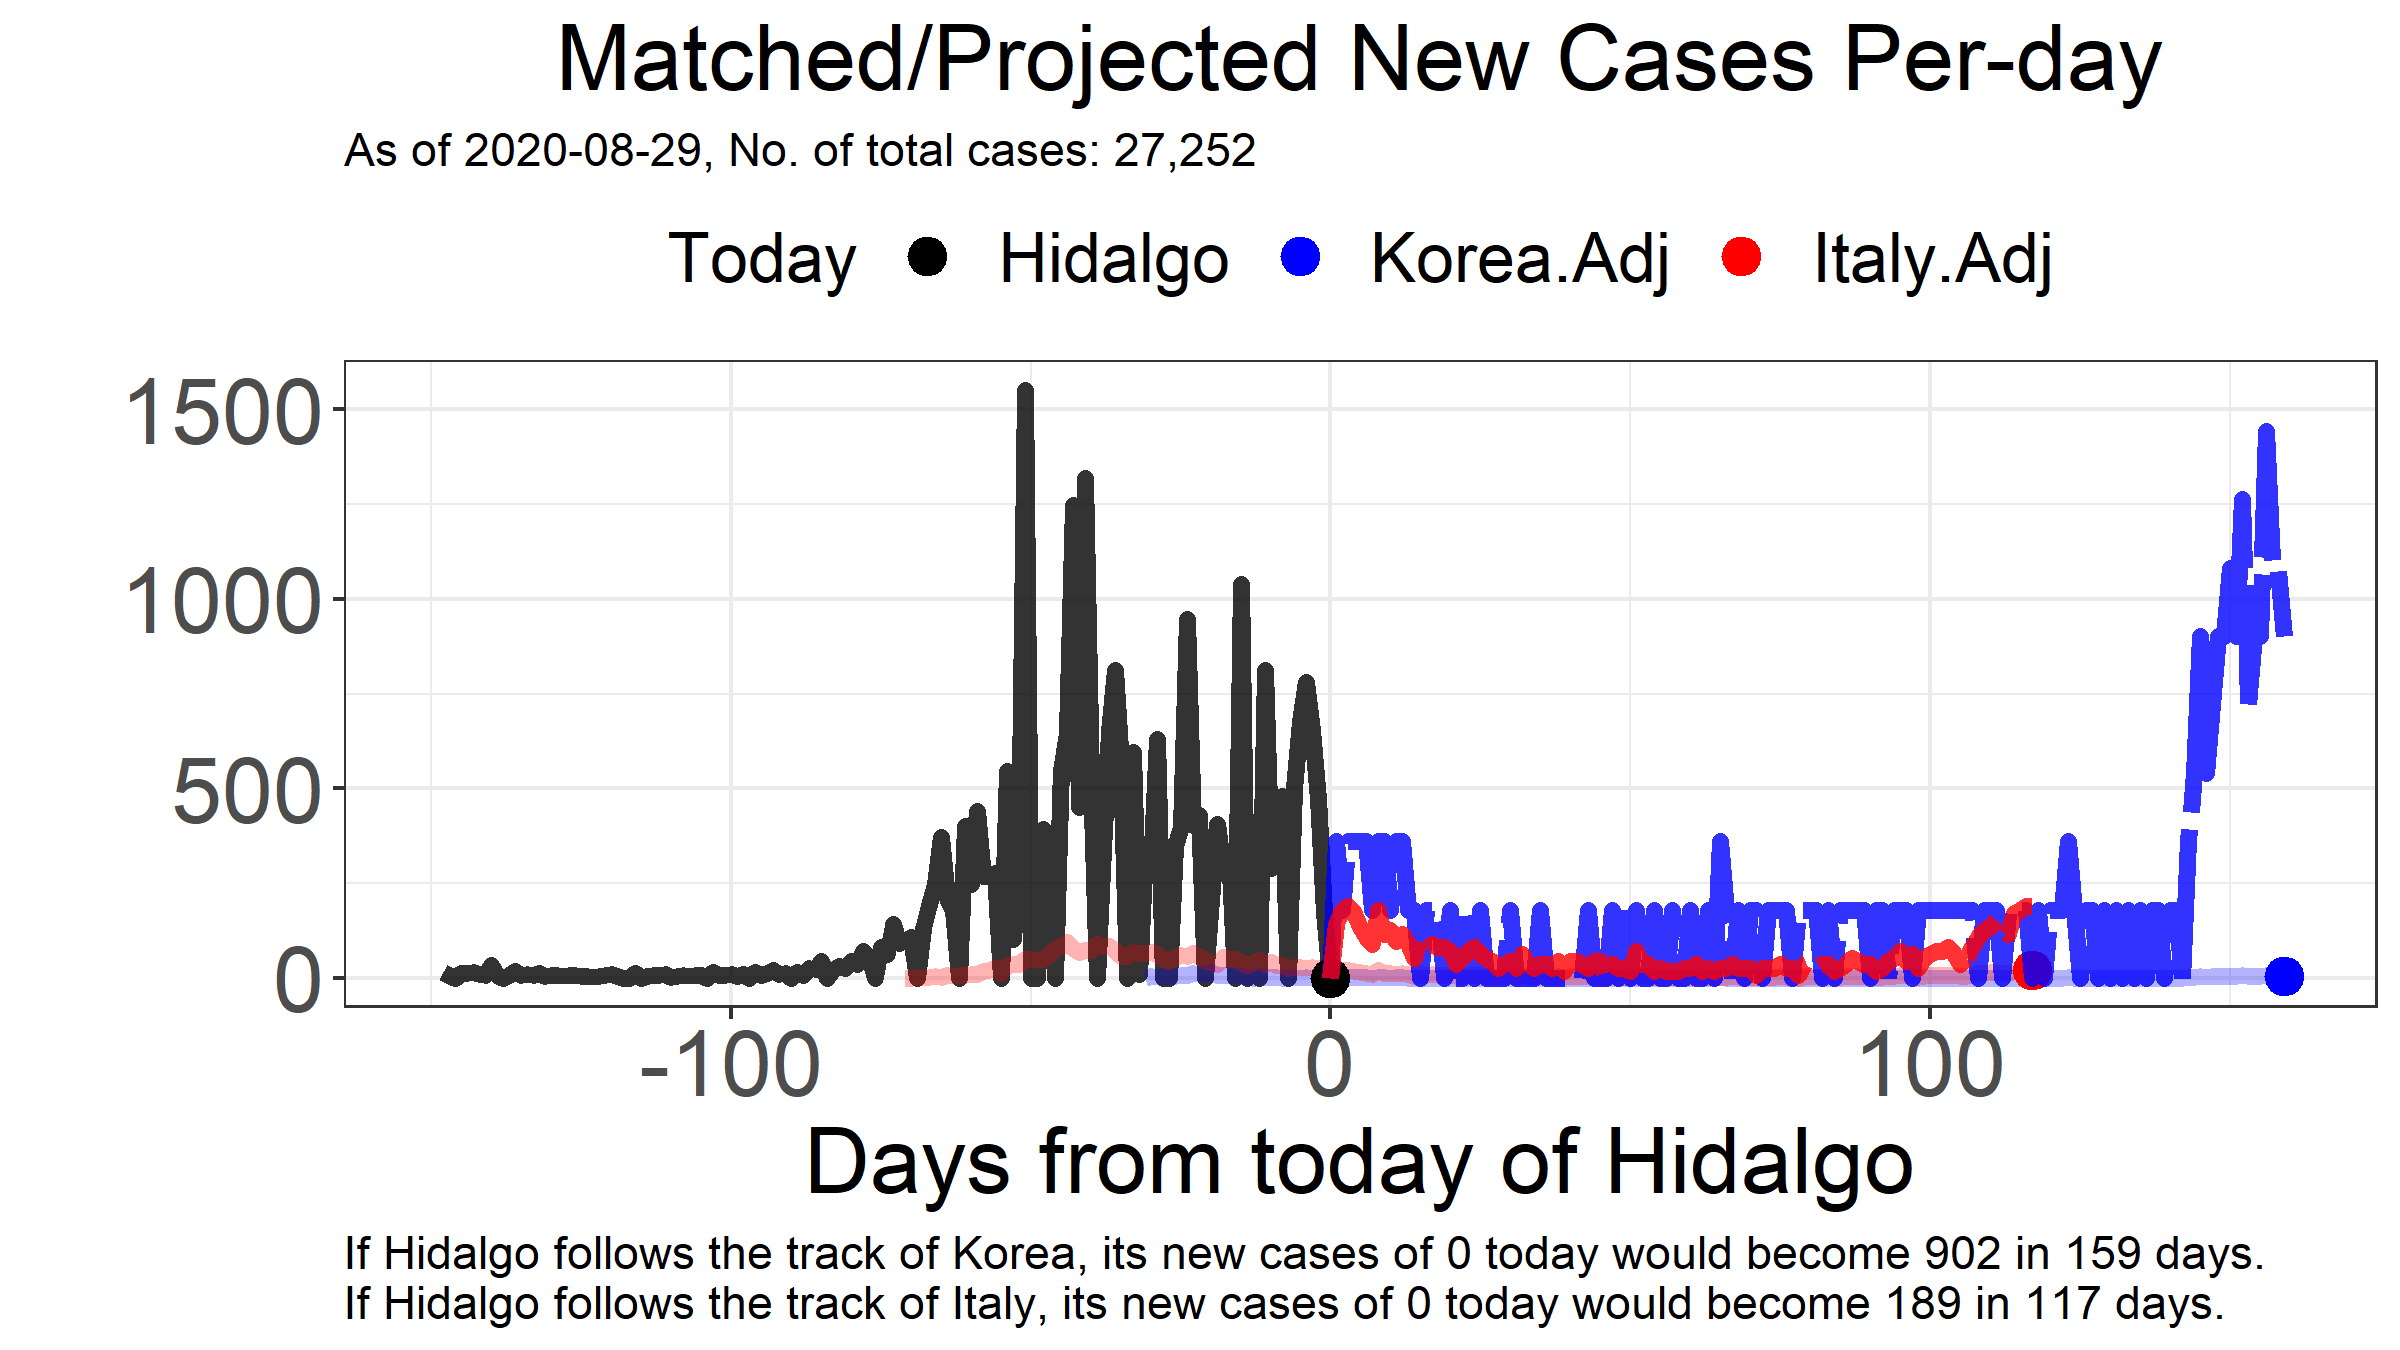 Matched/Projected New Cases Per-day
As of 2020-08-29, No. of total cases: 27,252
Today Hidalgo Korea.Adj Italy.Adj
1500
1000
500
0
-100 0 100
Days from today of Hidalgo
If Hidalgo follows the track of Korea, its new cases of 0 today would become 902 in 159 days.
If Hidalgo follows the track of Italy, its new cases of 0 today would become 189 in 117 days.